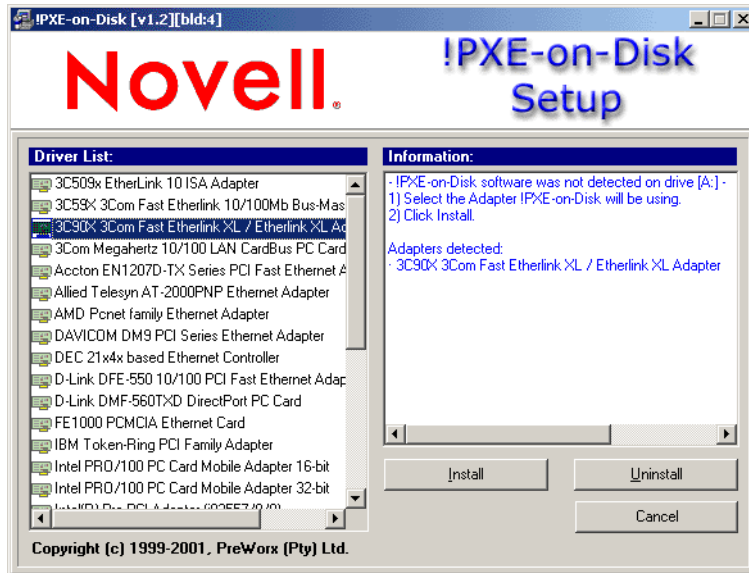 !PXE-on-Disk [v1.2][bld:4]
Novell®
!PXE-on-Disk
Setup
Driver List:
3C509x EtherLink 10 ISA Adapter
3C59X 3Com Fast Etherlink 10/100Mb Bus-Mas
3C90X 3Com Fast Etherlink XL / Etherlink XL Ad
3Com Megahertz 10/100 LAN CardBus PC Card
Accton EN1207D-TX Series PCI Fast Ethernet A
Allied Telesyn AT-2000PNP Ethernet Adapter
AMD Pcnet family Ethernet Adapter
DAVICOM DM9 PCI Series Ethernet Adapter
DEC 21x4x based Ethernet Controller
D-Link DFE-550 10/100 PCI Fast Ethernet Adap
D-Link DMF-560TXD DirectPort PC Card
FE1000 PCMCIA Ethernet Card
IBM Token-Ring PCI Family Adapter
Intel PRO/100 PC Card Mobile Adapter 16-bit
Intel PRO/100 PC Card Mobile Adapter 32-bit
Copyright (c) 1999-2001, PreWorx (Pty) Ltd.
Information:
- !PXE-on-Disk software was not detected on drive [A:] -
1) Select the Adapter !PXE-on-Disk will be using.
2) Click Install.
Adapters detected:
- 3C90X 3Com Fast Etherlink XL / Etherlink XL Adapter
Install
Uninstall
Cancel